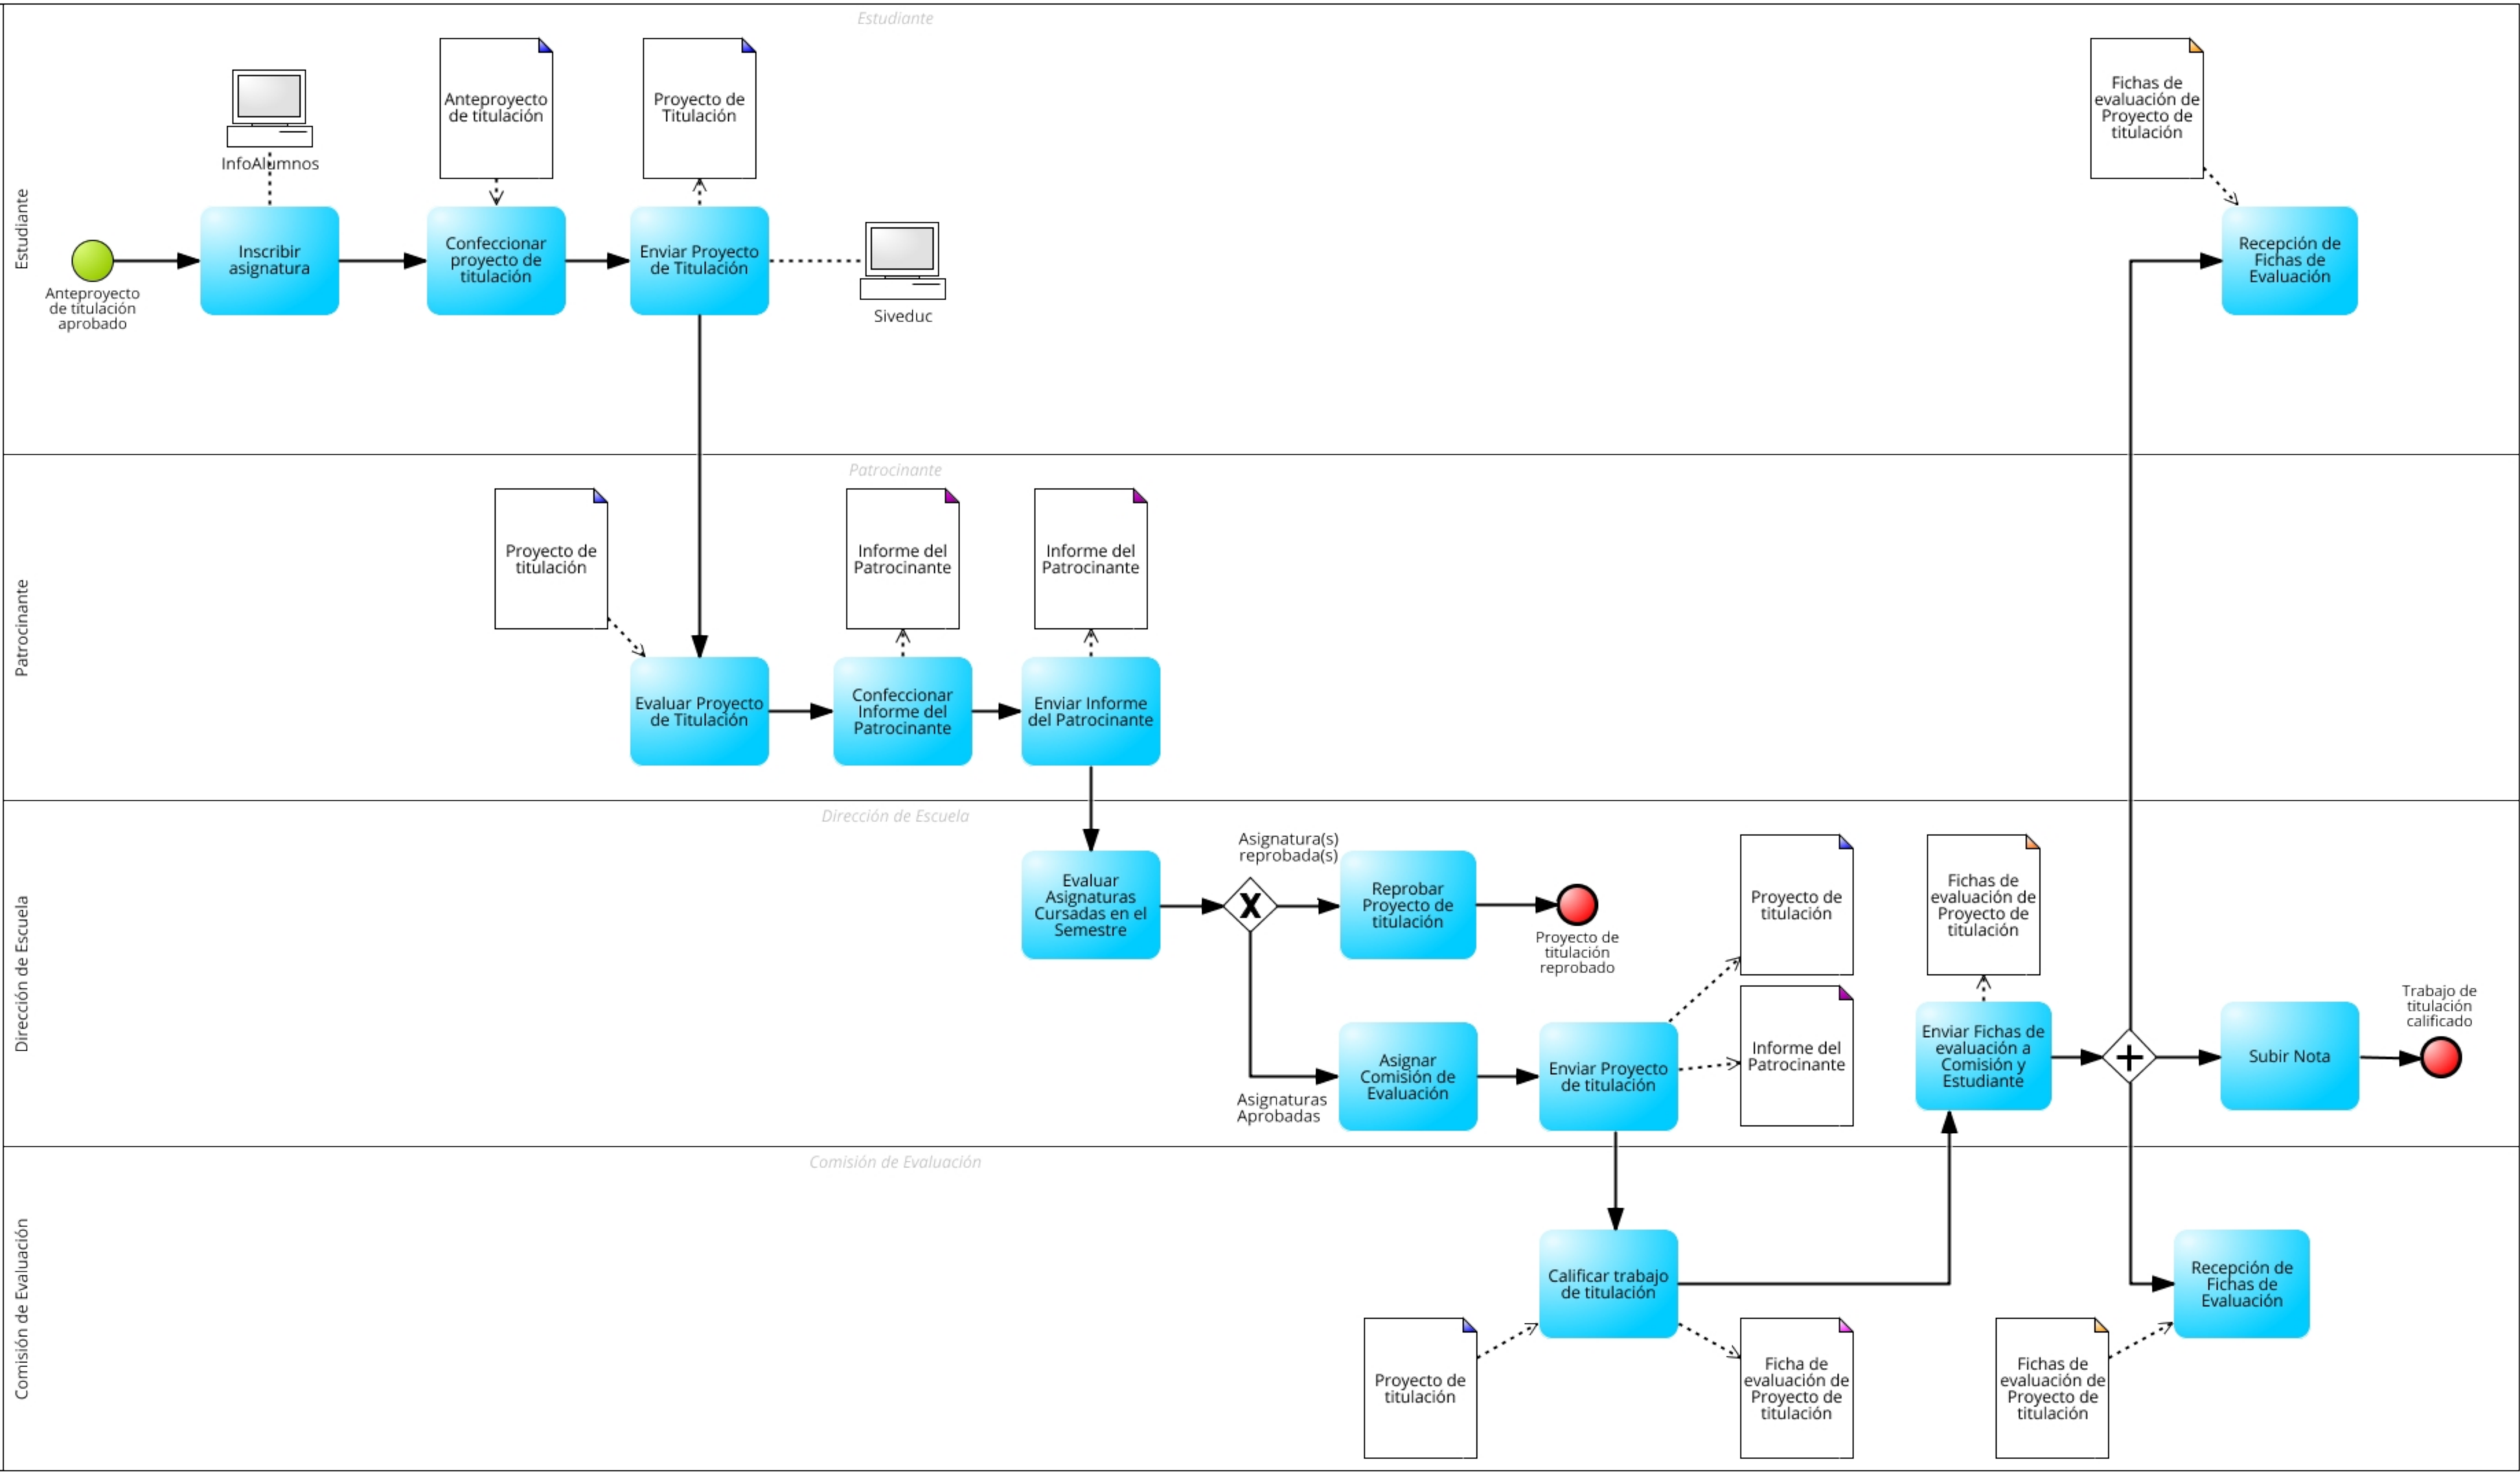 Estudiante
Estudiante
InfoAlumnos
Anteproyecto
de titulación
Proyecto de
Titulación
Fichas de
evaluación de
Proyecto de
titulación
Anteproyecto
de titulación
aprobado
Inscribir
asignatura
Confeccionar
proyecto de
titulación
Enviar Proyecto
de Titulación
Siveduc
Recepción de
Fichas de
Evaluación
Patrocinante
Patrocinante
Proyecto de
titulación
Informe del
Patrocinante
Informe del
Patrocinante
Evaluar Proyecto
de Titulación
Confeccionar
Informe del
Patrocinante
Enviar Informe
del Patrocinante
Dirección de Escuela
Dirección de Escuela
Evaluar
Asignaturas
Cursadas en el
Semestre
Asignatura(s)
reprobada(s)
X
Reprobar
Proyecto de
titulación
Proyecto de
titulación
reprobado
Asignaturas
Aprobadas
Asignar
Comisión de
Evaluación
Enviar Proyecto
de titulación
Proyecto de
titulación
Informe del
Patrocinante
Fichas de
evaluación de
Proyecto de
titulación
Enviar Fichas de
evaluación a
Comisión y
Estudiante
Subir Nota
Trabajo de
titulación
calificado
Comisión de Evaluación
Comisión de Evaluación
Calificar trabajo
de titulación
Proyecto de
titulación
Ficha de
evaluación de
Proyecto de
titulación
Fichas de
evaluación de
Proyecto de
titulación
Recepción de
Fichas de
Evaluación